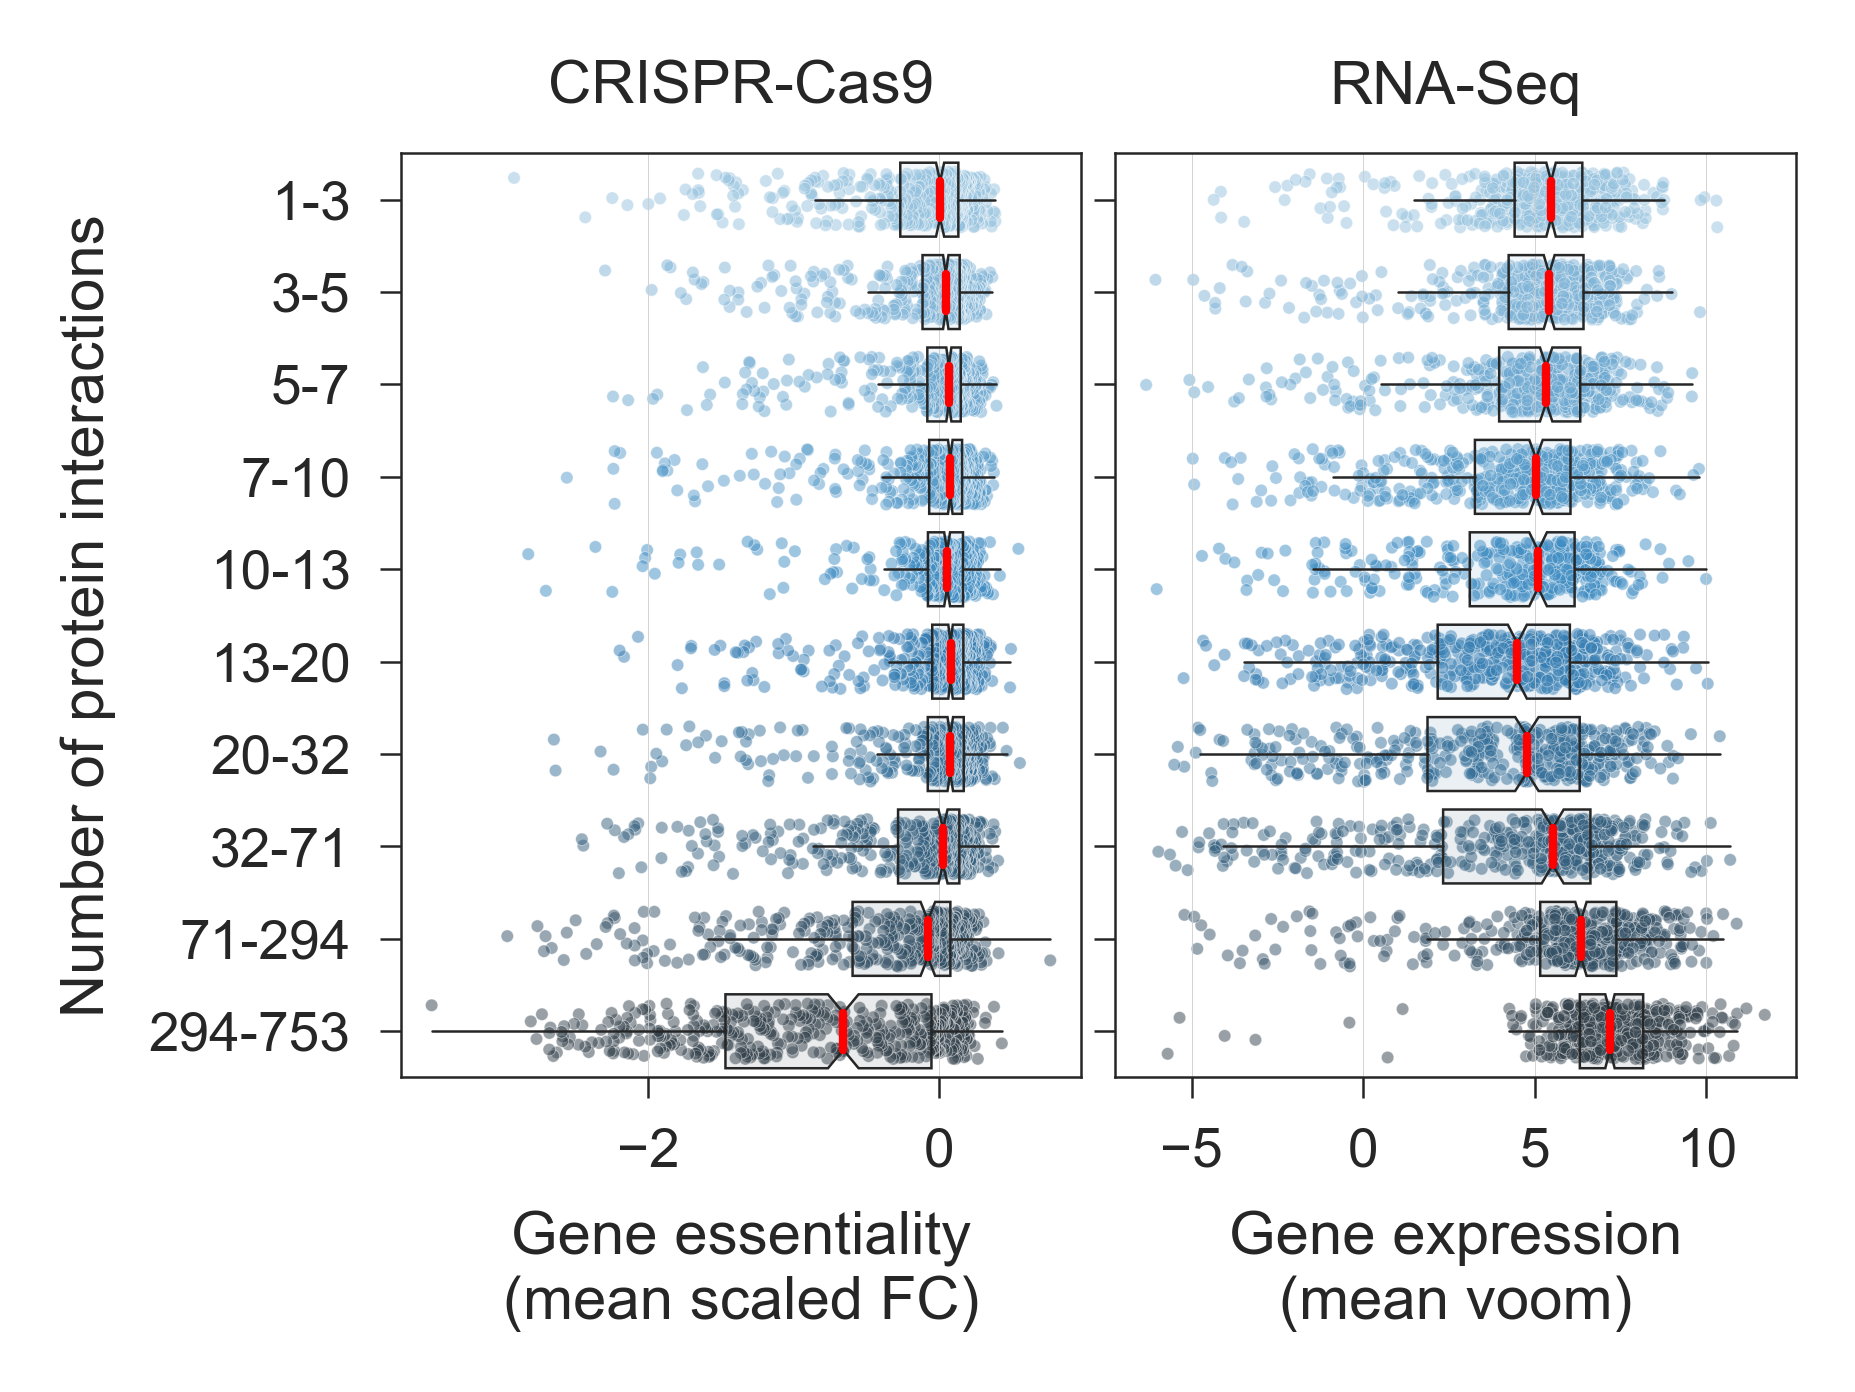 CRISPR-Cas9
RNA-Seq
Number of protein interactions
1-3
3-5
5-7
7-10
10-13
13-20
20-32
32-71
71-294
294-753
−2
0
−5
0
5
10
Gene essentiality
(mean scaled FC)
Gene expression
(mean voom)